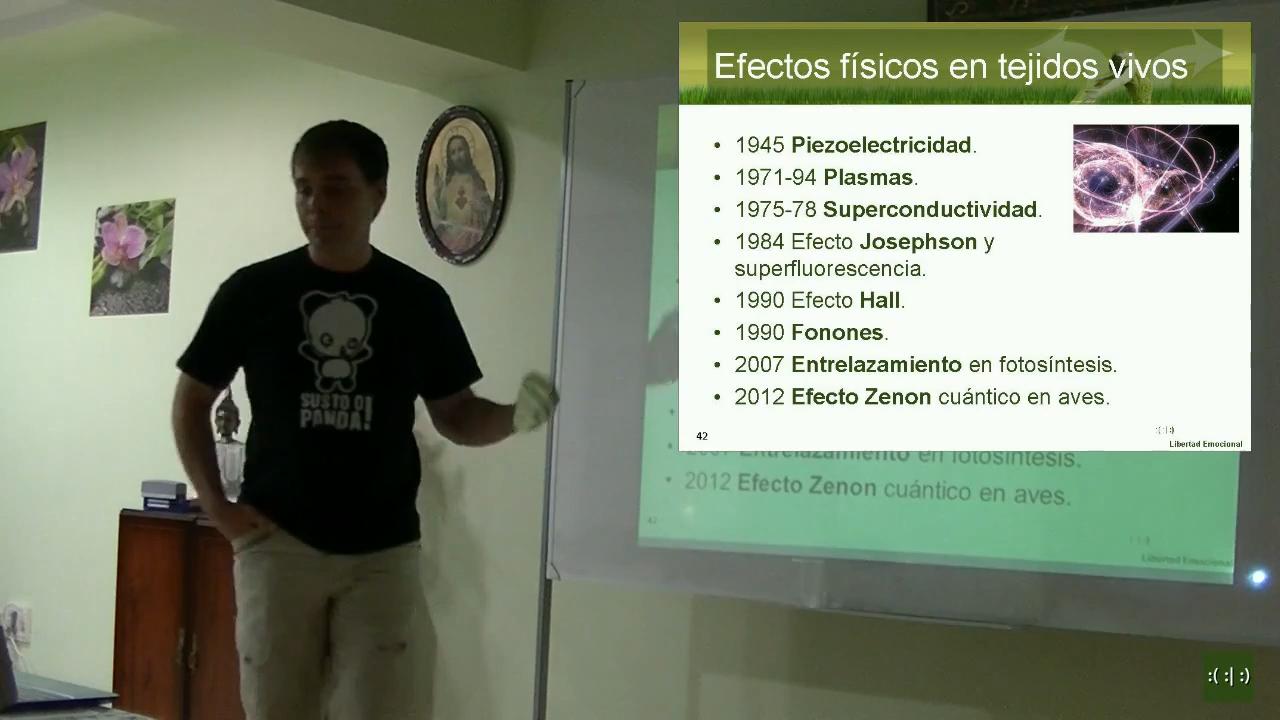 Efectos físicos en tejidos vivos
• 1945 Piezoelectricidad.
• 1971-94 Plasmas.
• 1975-78 Superconductividad.
• 1984 Efecto Josephson y
superfluorescencia.
• 1990 Efecto Hall.
• 1990 Fonones.
• 2007 Entrelazamiento en fotosíntesis.
• 2012 Efecto Zenon cuántico en aves.
42
:(:|:)
Libertad Emocional
SUSTO O
PANDA!
• 2007 Entrelazamiento en fotosíntesis.
• 2012 Efecto Zenon cuántico en aves.
42
Libertad Emocional
:(:|:)